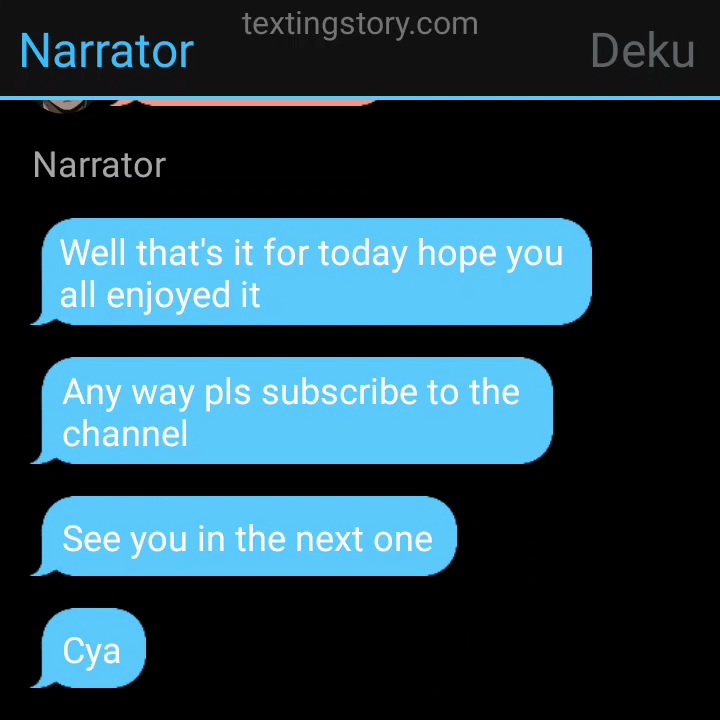 textingstory.com
Narrator
Deku
Narrator
Well that's it for today hope you
all enjoyed it
Any way pls subscribe to the
channel
See you in the next one
Cya